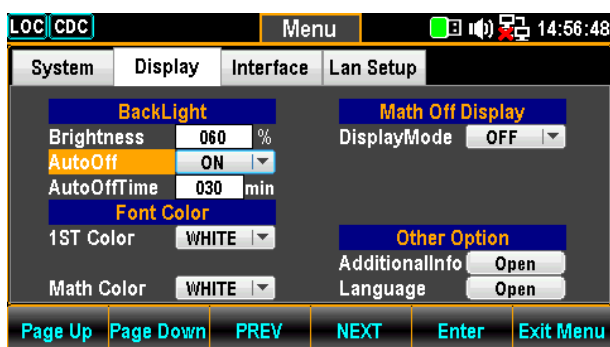 LOC CDC Menu 14:56:48
System Display Interface Lan Setup
BackLight
Brightness 060 %
AutoOff ON
AutoOffTime 030 min
Font Color
1ST Color WHITE
Math Color WHITE
Math Off Display
DisplayMode OFF
Other Option
AdditionalInfo Open
Language Open
Page Up Page Down PREV NEXT Enter Exit Menu